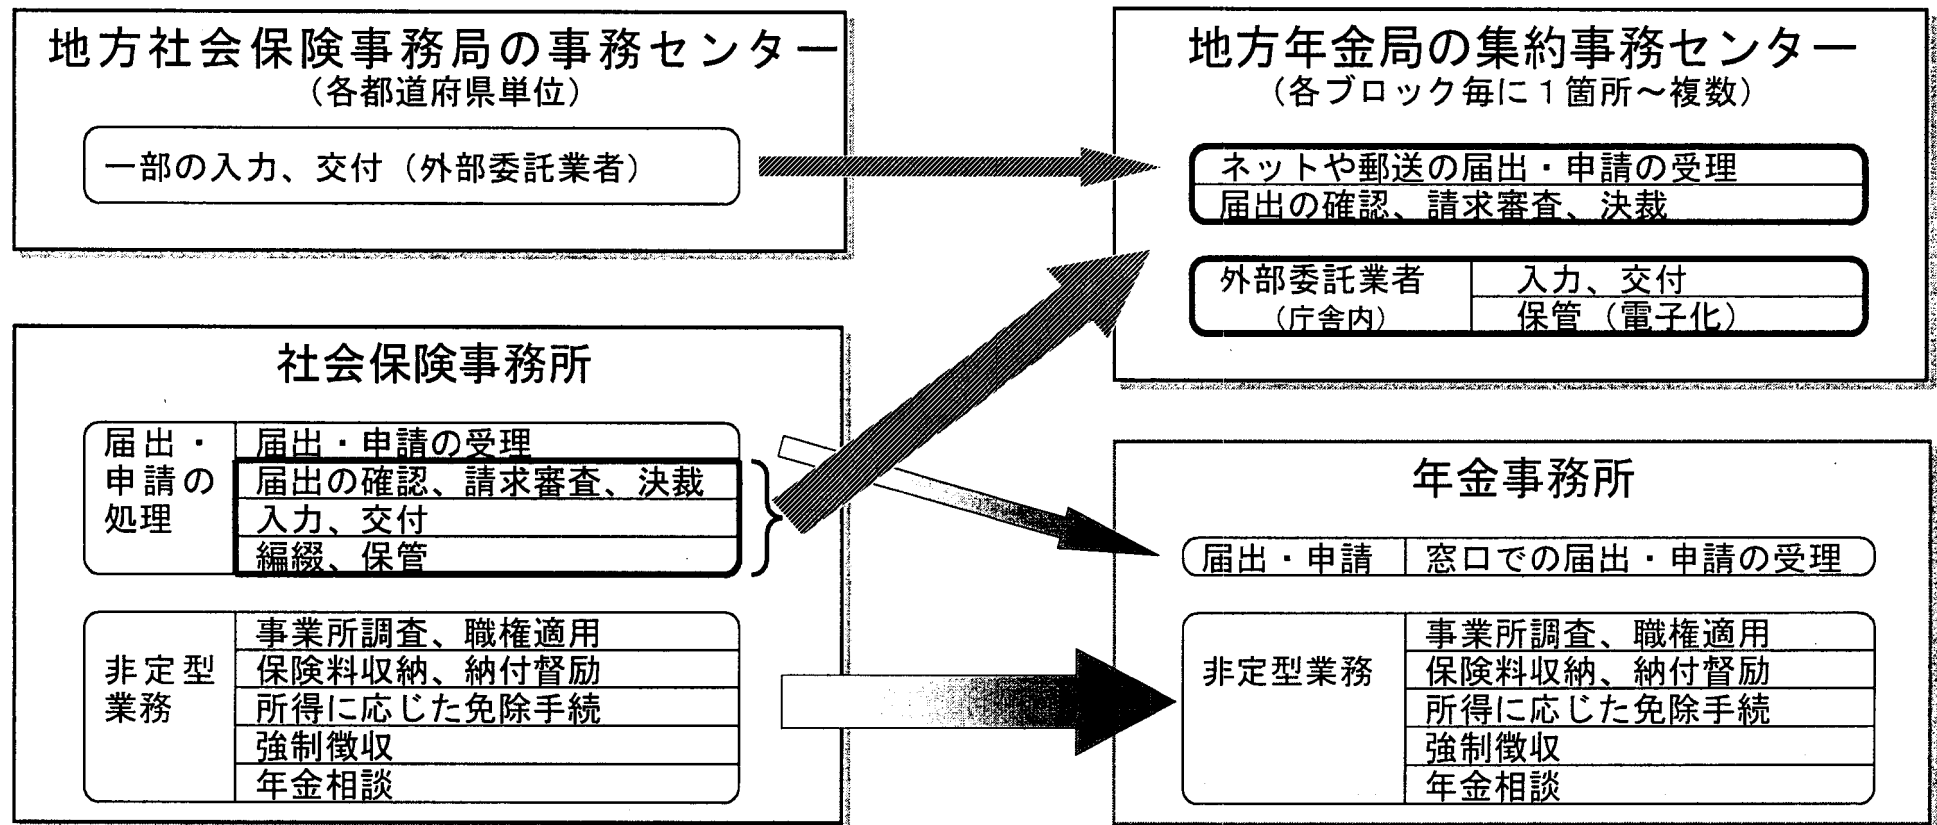 地方社会保険事務局の事務センター
（各都道府県単位）
一部の入力、交付（外部委託業者）
社会保険事務所
届出・
申請の
処理
届出・申請の受理
届出の確認、請求審査、決裁
入力、交付
編綴、保管
非定型
業務
事業所調査、職権適用
保険料収納、納付督励
所得に応じた免除手続
強制徴収
年金相談
地方年金局の集約事務センター
（各ブロック毎に１箇所～複数）
ネットや郵送の届出・申請の受理
届出の確認、請求審査、決裁
外部委託業者
（庁舎内）
入力、交付
保管（電子化）
年金事務所
届出・申請
窓口での届出・申請の受理
非定型業務
事業所調査、職権適用
保険料収納、納付督励
所得に応じた免除手続
強制徴収
年金相談